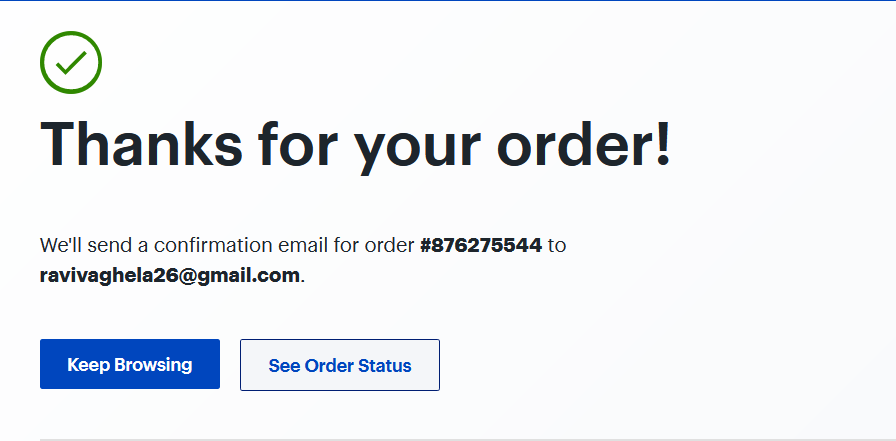 Thanks for your order!
We'll send a confirmation email for order #876275544 to
ravivaghela26@gmail.com.
Keep Browsing
See Order Status